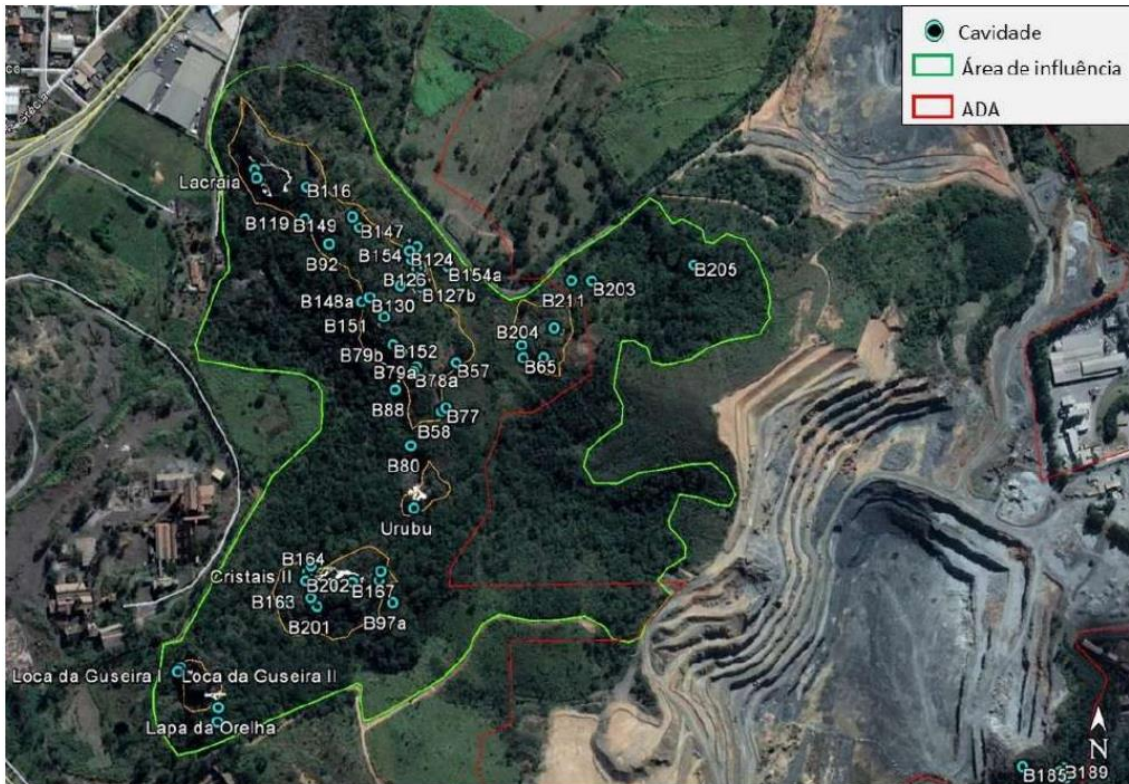 Cavidade
Área de influência
ADA
Lacraia
B116
B119
B149
B147
B92
B154
B124
B126
B154a
B127b
B148a
B130
B151
B211
B203
B205
B204
B65
B79b
B152
B79a
B78a
B57
B88
B77
B58
B80
Urubu
B164
Cristais II
B202
B167
B163
B201
B97a
Loca da Guseira I
Loca da Guseira II
Lapa da Orelha
N
B185
B189